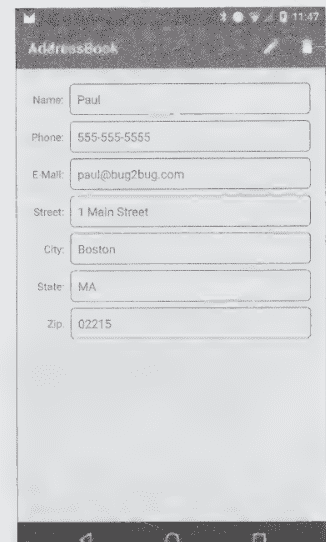 11:47
AddressBook
Name: Paul
Phone: 555-555-5555
E-Mail: paul@bug2bug.com
Street: 1 Main Street
City: Boston
State: MA
Zip. 02215